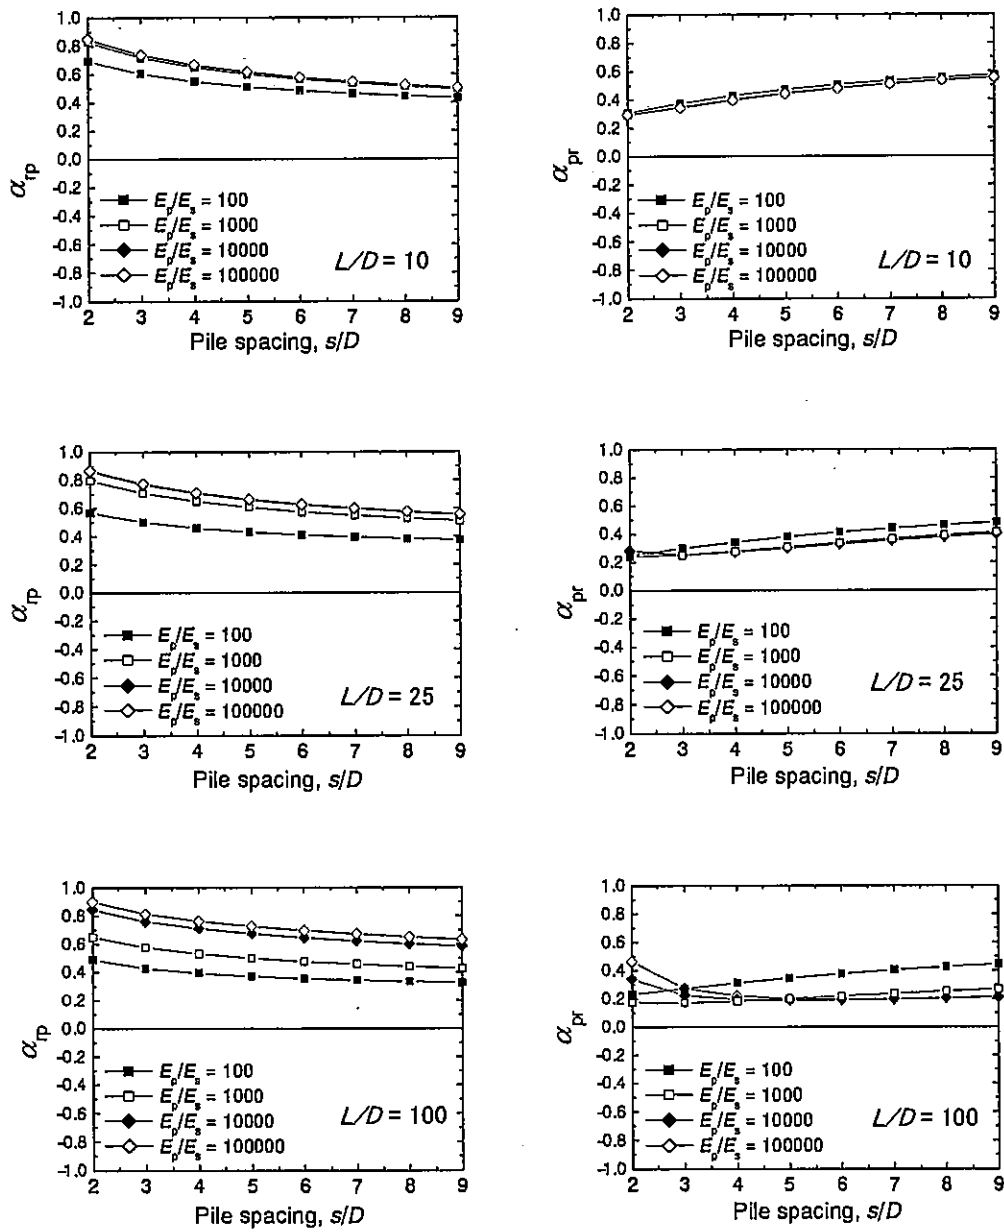 1.0
0.8
0.6
0.4
0.2
0.0
-0.2
-0.4
-0.6
-0.8
-1.0
α_rp
E_p/E_s = 100
E_p/E_s = 1000
E_p/E_s = 10000
E_p/E_s = 100000
L/D = 10
2 3 4 5 6 7 8 9
Pile spacing, s/D
1.0
0.8
0.6
0.4
0.2
0.0
-0.2
-0.4
-0.6
-0.8
-1.0
α_pr
E_p/E_s = 100
E_p/E_s = 1000
E_p/E_s = 10000
E_p/E_s = 100000
L/D = 10
2 3 4 5 6 7 8 9
Pile spacing, s/D
1.0
0.8
0.6
0.4
0.2
0.0
-0.2
-0.4
-0.6
-0.8
-1.0
α_rp
E_p/E_s = 100
E_p/E_s = 1000
E_p/E_s = 10000
E_p/E_s = 100000
L/D = 25
2 3 4 5 6 7 8 9
Pile spacing, s/D
1.0
0.8
0.6
0.4
0.2
0.0
-0.2
-0.4
-0.6
-0.8
-1.0
α_pr
E_p/E_s = 100
E_p/E_s = 1000
E_p/E_s = 10000
E_p/E_s = 100000
L/D = 25
2 3 4 5 6 7 8 9
Pile spacing, s/D
1.0
0.8
0.6
0.4
0.2
0.0
-0.2
-0.4
-0.6
-0.8
-1.0
α_rp
E_p/E_s = 100
E_p/E_s = 1000
E_p/E_s = 10000
E_p/E_s = 100000
L/D = 100
2 3 4 5 6 7 8 9
Pile spacing, s/D
1.0
0.8
0.6
0.4
0.2
0.0
-0.2
-0.4
-0.6
-0.8
-1.0
α_pr
E_p/E_s = 100
E_p/E_s = 1000
E_p/E_s = 10000
E_p/E_s = 100000
L/D = 100
2 3 4 5 6 7 8 9
Pile spacing, s/D